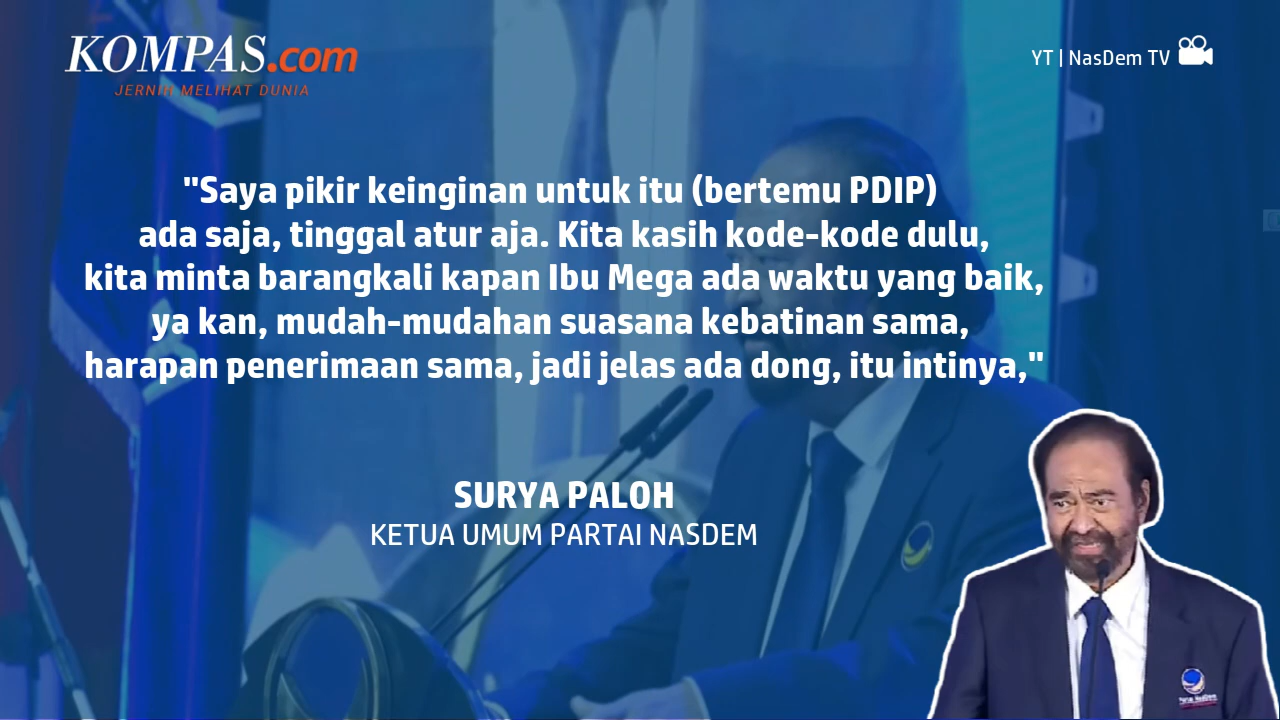 KOMPAS.com
JERNIH MELIHAT DUNIA
YT | NasDem TV
"Saya pikir keinginan untuk itu (bertemu PDIP)
ada saja, tinggal atur aja. Kita kasih kode-kode dulu,
kita minta barangkali kapan Ibu Mega ada waktu yang baik,
ya kan, mudah-mudahan suasana kebatinan sama,
harapan penerimaan sama, jadi jelas ada dong, itu intinya,"
SURYA PALOH
KETUA UMUM PARTAI NASDEM